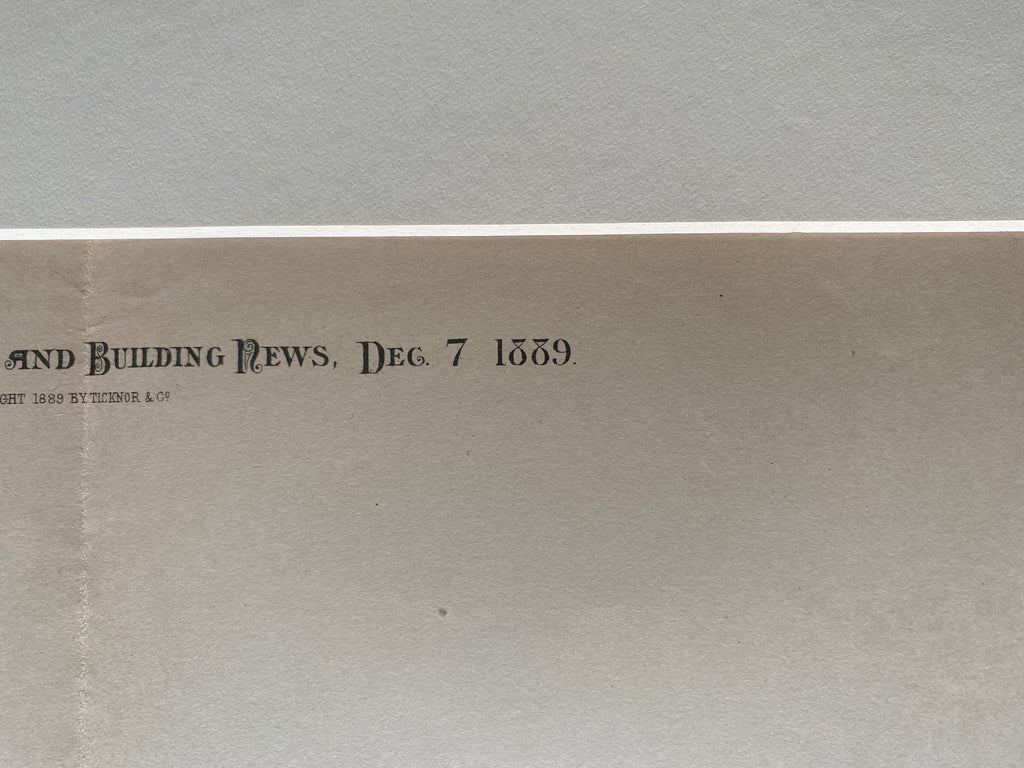 AND BUILDING NEWS, DEC. 7 1889.
GHT 1889 BY TICKNOR & CO